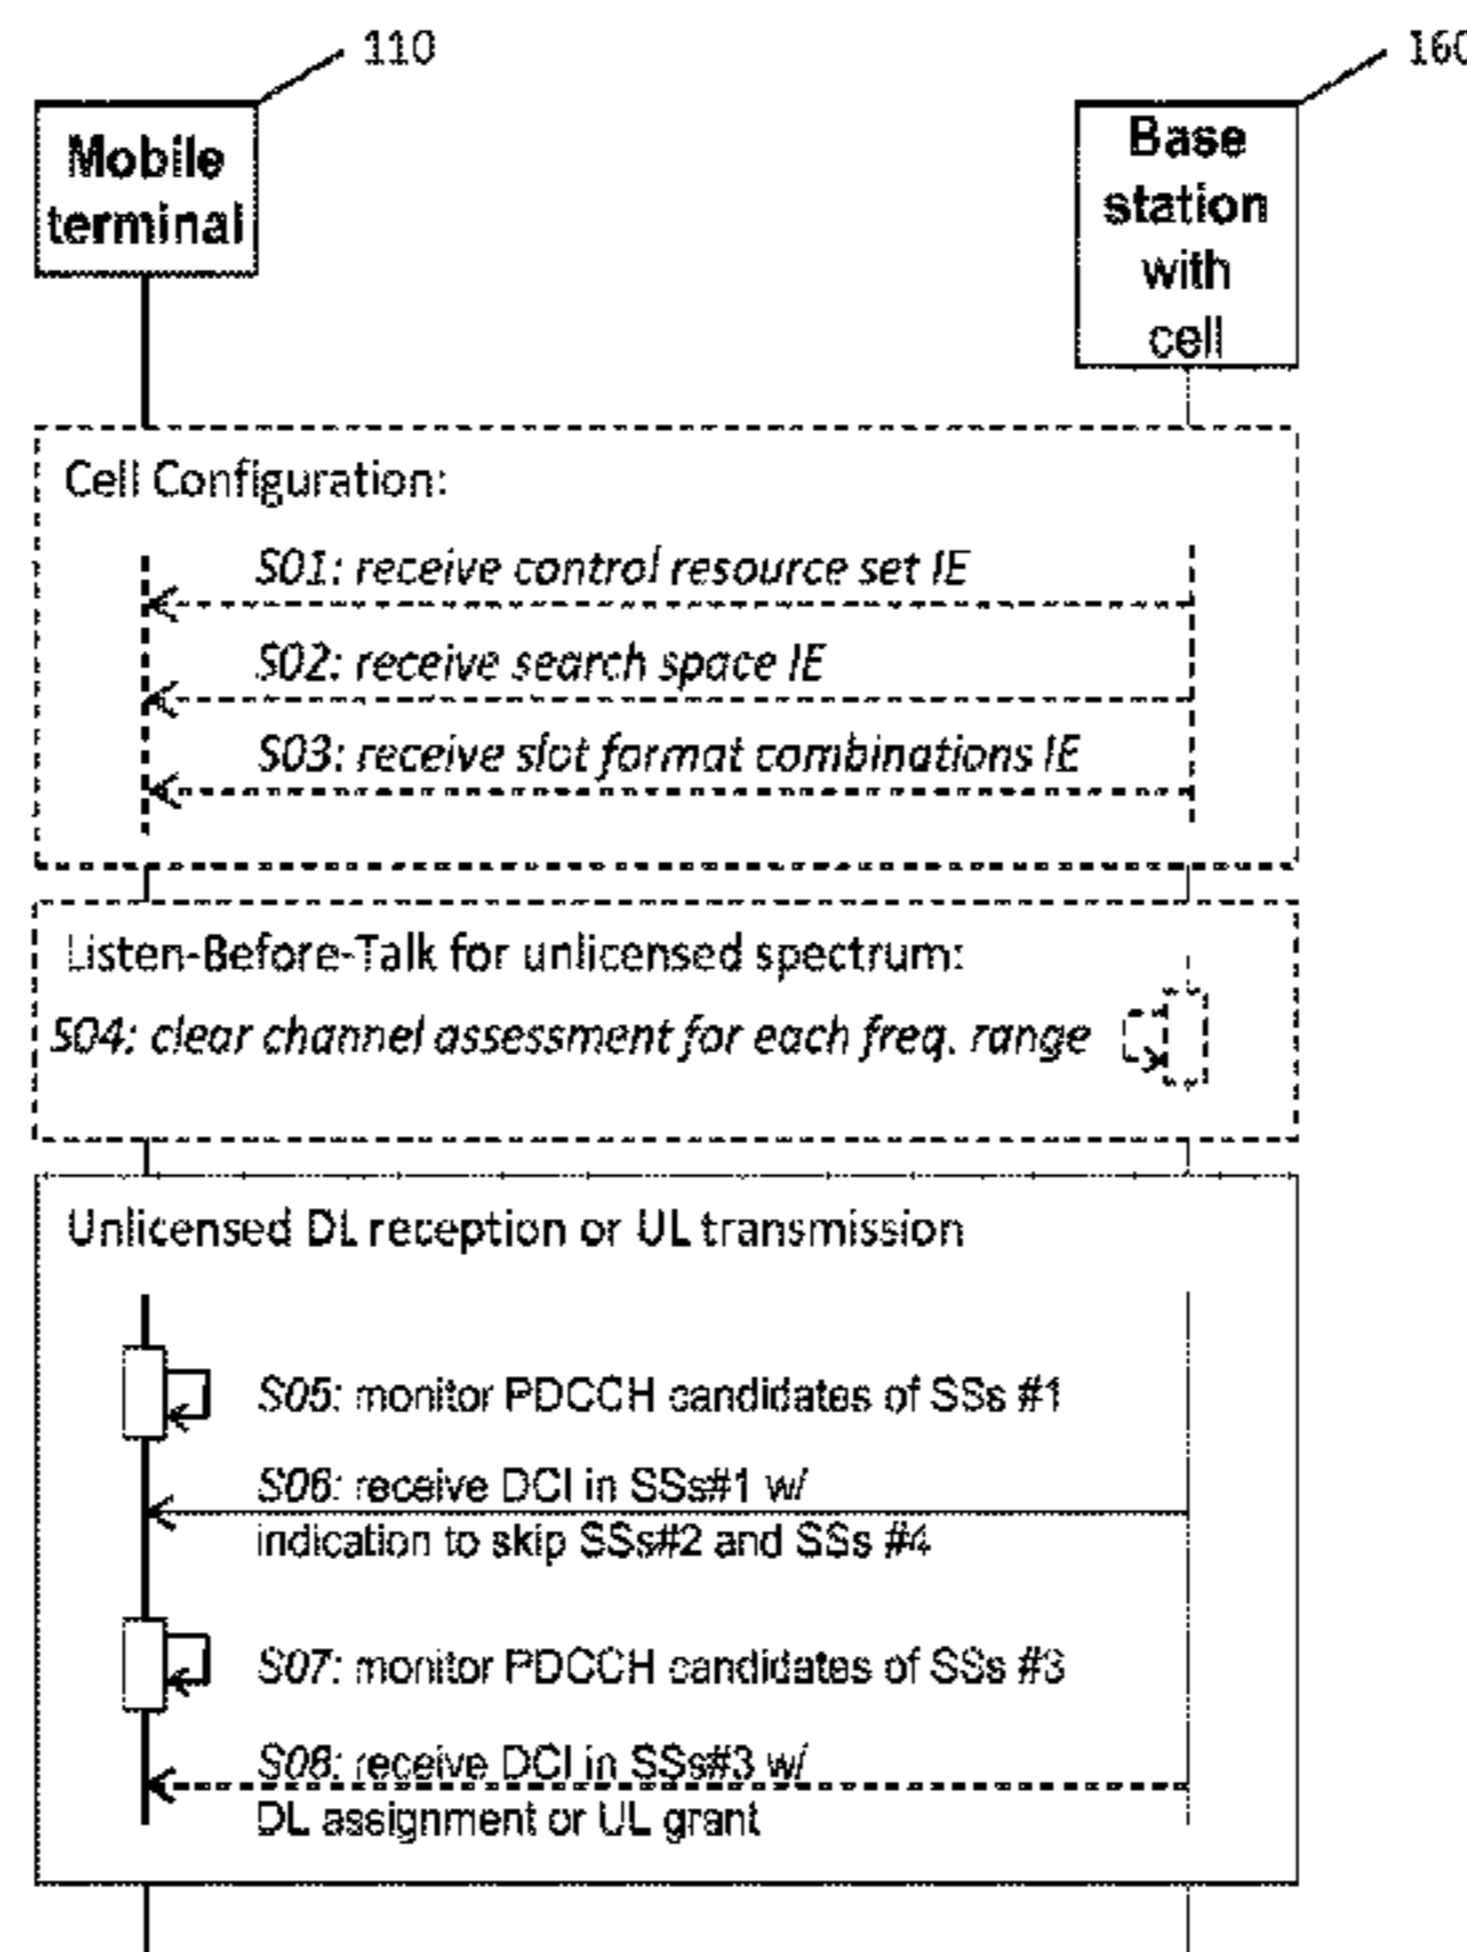 110
160
Mobile
terminal
Base
station
with
cell
Cell Configuration:
S01: receive control resource set IE
S02: receive search space IE
S03: receive slot format combinations IE
Listen-Before-Talk for unlicensed spectrum:
S04: clear channel assessment for each freq. range
Unlicensed DL reception or UL transmission
S05: monitor PDCCH candidates of SSs #1
S06: receive DCI in SSs#1 w/
indication to skip SSs#2 and SSs #4
S07: monitor PDCCH candidates of SSs #3
S08: receive DCI in SSs#3 w/
DL assignment or UL grant